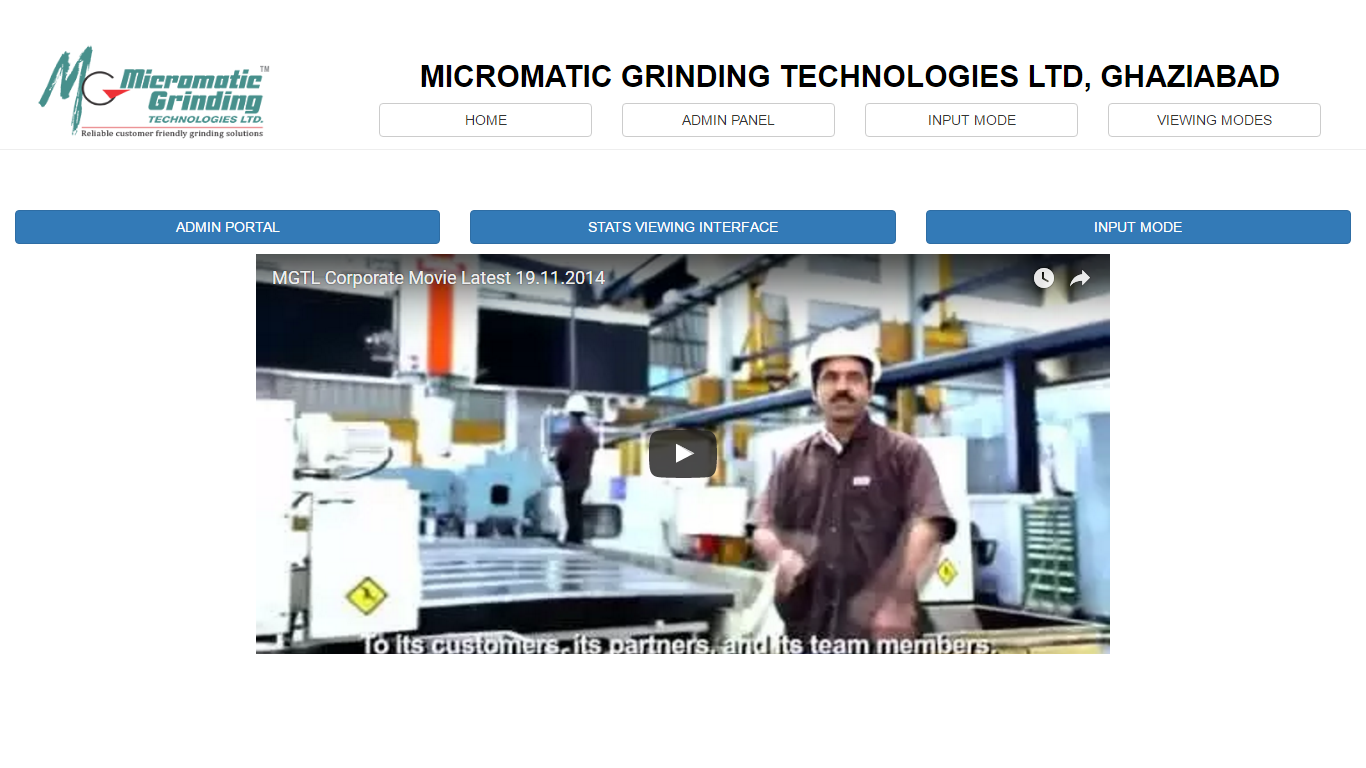 Micromatic TM
Grinding
TECHNOLOGIES LTD.
Reliable customer friendly grinding solutions
MICROMATIC GRINDING TECHNOLOGIES LTD, GHAZIABAD
HOME ADMIN PANEL INPUT MODE VIEWING MODES
ADMIN PORTAL STATS VIEWING INTERFACE INPUT MODE
MGTL Corporate Movie Latest 19.11.2014
To its customers, its partners, and its team members.